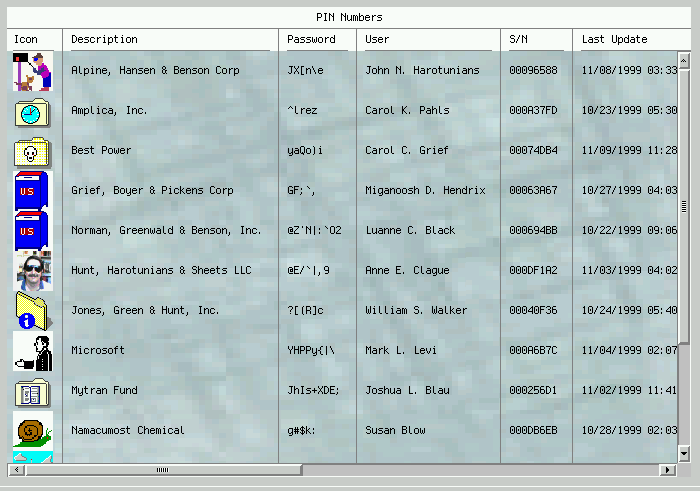 PIN Numbers
Icon Description Password User S/N Last Update
Alpine, Hansen & Benson Corp JX[n\e John N. Harotunians 00096588 11/08/1999 03:33
Amplica, Inc. ^lrez Carol K. Pahls 000A37FD 10/23/1999 05:30
Best Power yaQo)i Carol C. Grief 00074DB4 11/09/1999 11:28
US Grief, Boyer & Pickens Corp GF;`, Miganoosh D. Hendrix 00063A67 10/27/1999 04:03
US Norman, Greenwald & Benson, Inc. @Z'N|:`O2 Luanne C. Black 000694BB 10/22/1999 09:06
Hunt, Harotunians & Sheets LLC @E/`|,9 Anne E. Clague 000DF1A2 11/03/1999 04:02
Jones, Green & Hunt, Inc. ?[(R]c William S. Walker 00040F36 10/24/1999 05:40
Microsoft YHPPy{|\ Mark L. Levi 000A6B7C 11/04/1999 02:07
Mytran Fund JhIs+XDE; Joshua L. Blau 000256D1 11/02/1999 11:41
Namacumost Chemical g#$k: Susan Blow 000DB6EB 10/28/1999 02:03